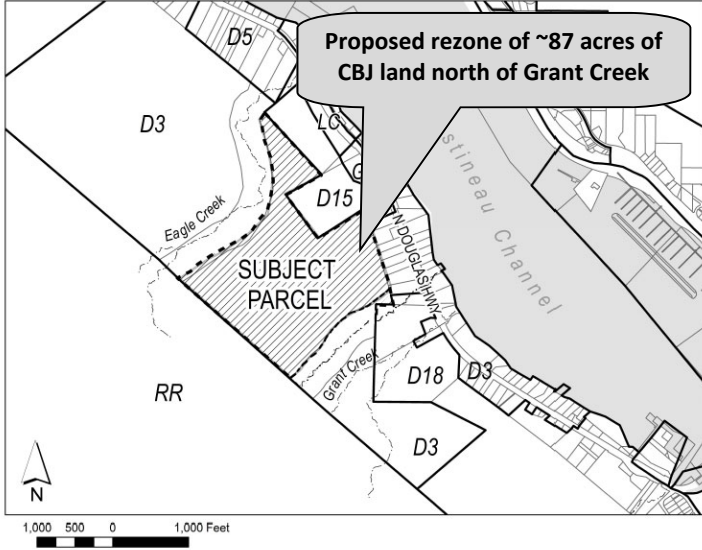 Proposed rezone of ~87 acres of
CBJ land north of Grant Creek
D5
D3
LC
G
D15
Eagle Creek
SUBJECT
PARCEL
N DOUGLAS HWY
stineau Channel
Grant Creek
D18
D3
RR
D3
N
1,000 500 0 1,000 Feet